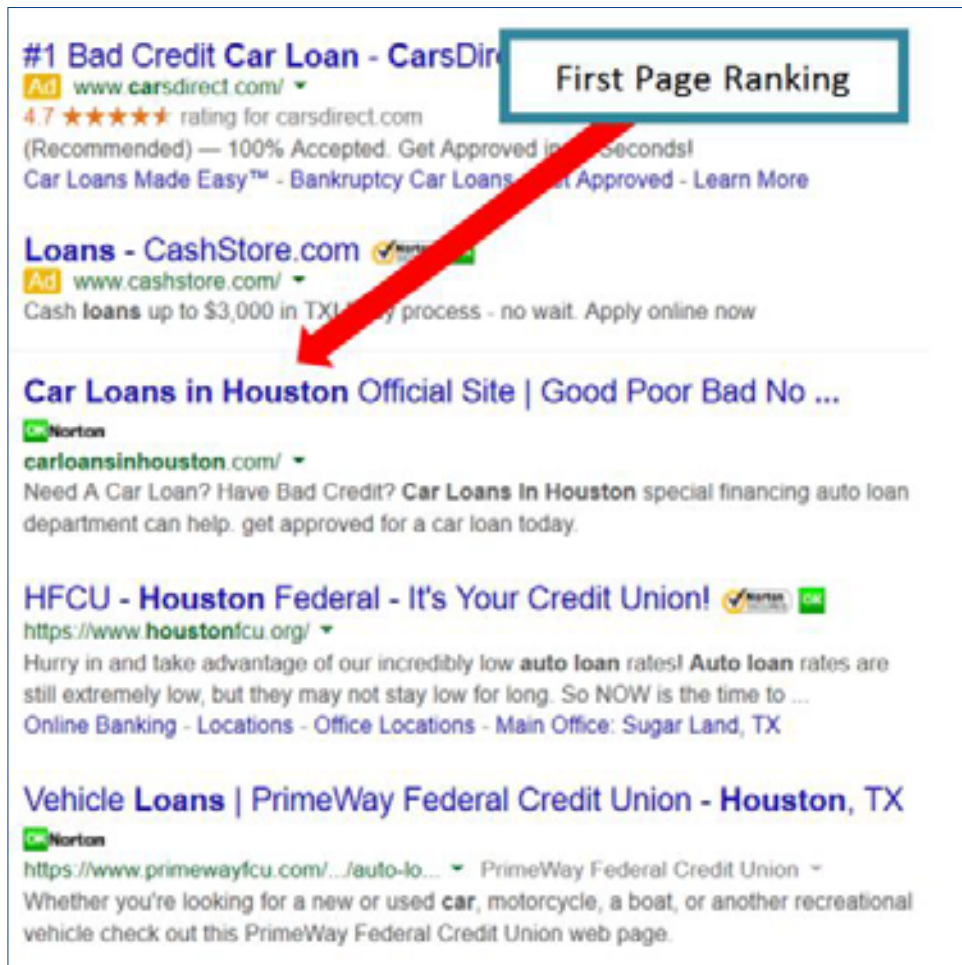 #1 Bad Credit Car Loan - CarsDire
First Page Ranking
Ad www.carsdirect.com/
4.7 ★★★★★ rating for carsdirect.com
(Recommended) — 100% Accepted. Get Approved in Seconds!
Car Loans Made Easy™ - Bankruptcy Car Loans Approved - Learn More
Loans - CashStore.com Norton
Ad www.cashstore.com/
Cash loans up to $3,000 in TX! process - no wait. Apply online now
Car Loans in Houston Official Site | Good Poor Bad No ...
OK Norton
carloansinhouston.com/
Need A Car Loan? Have Bad Credit? Car Loans In Houston special financing auto loan
department can help. get approved for a car loan today.
HFCU - Houston Federal - It's Your Credit Union! Norton OK
https://www.houstonfcu.org/
Hurry in and take advantage of our incredibly low auto loan rates! Auto loan rates are
still extremely low, but they may not stay low for long. So NOW is the time to ...
Online Banking - Locations - Office Locations - Main Office: Sugar Land, TX
Vehicle Loans | PrimeWay Federal Credit Union - Houston, TX
OK Norton
https://www.primewayfcu.com/.../auto-lo... PrimeWay Federal Credit Union
Whether you're looking for a new or used car, motorcycle, a boat, or another recreational
vehicle check out this PrimeWay Federal Credit Union web page.